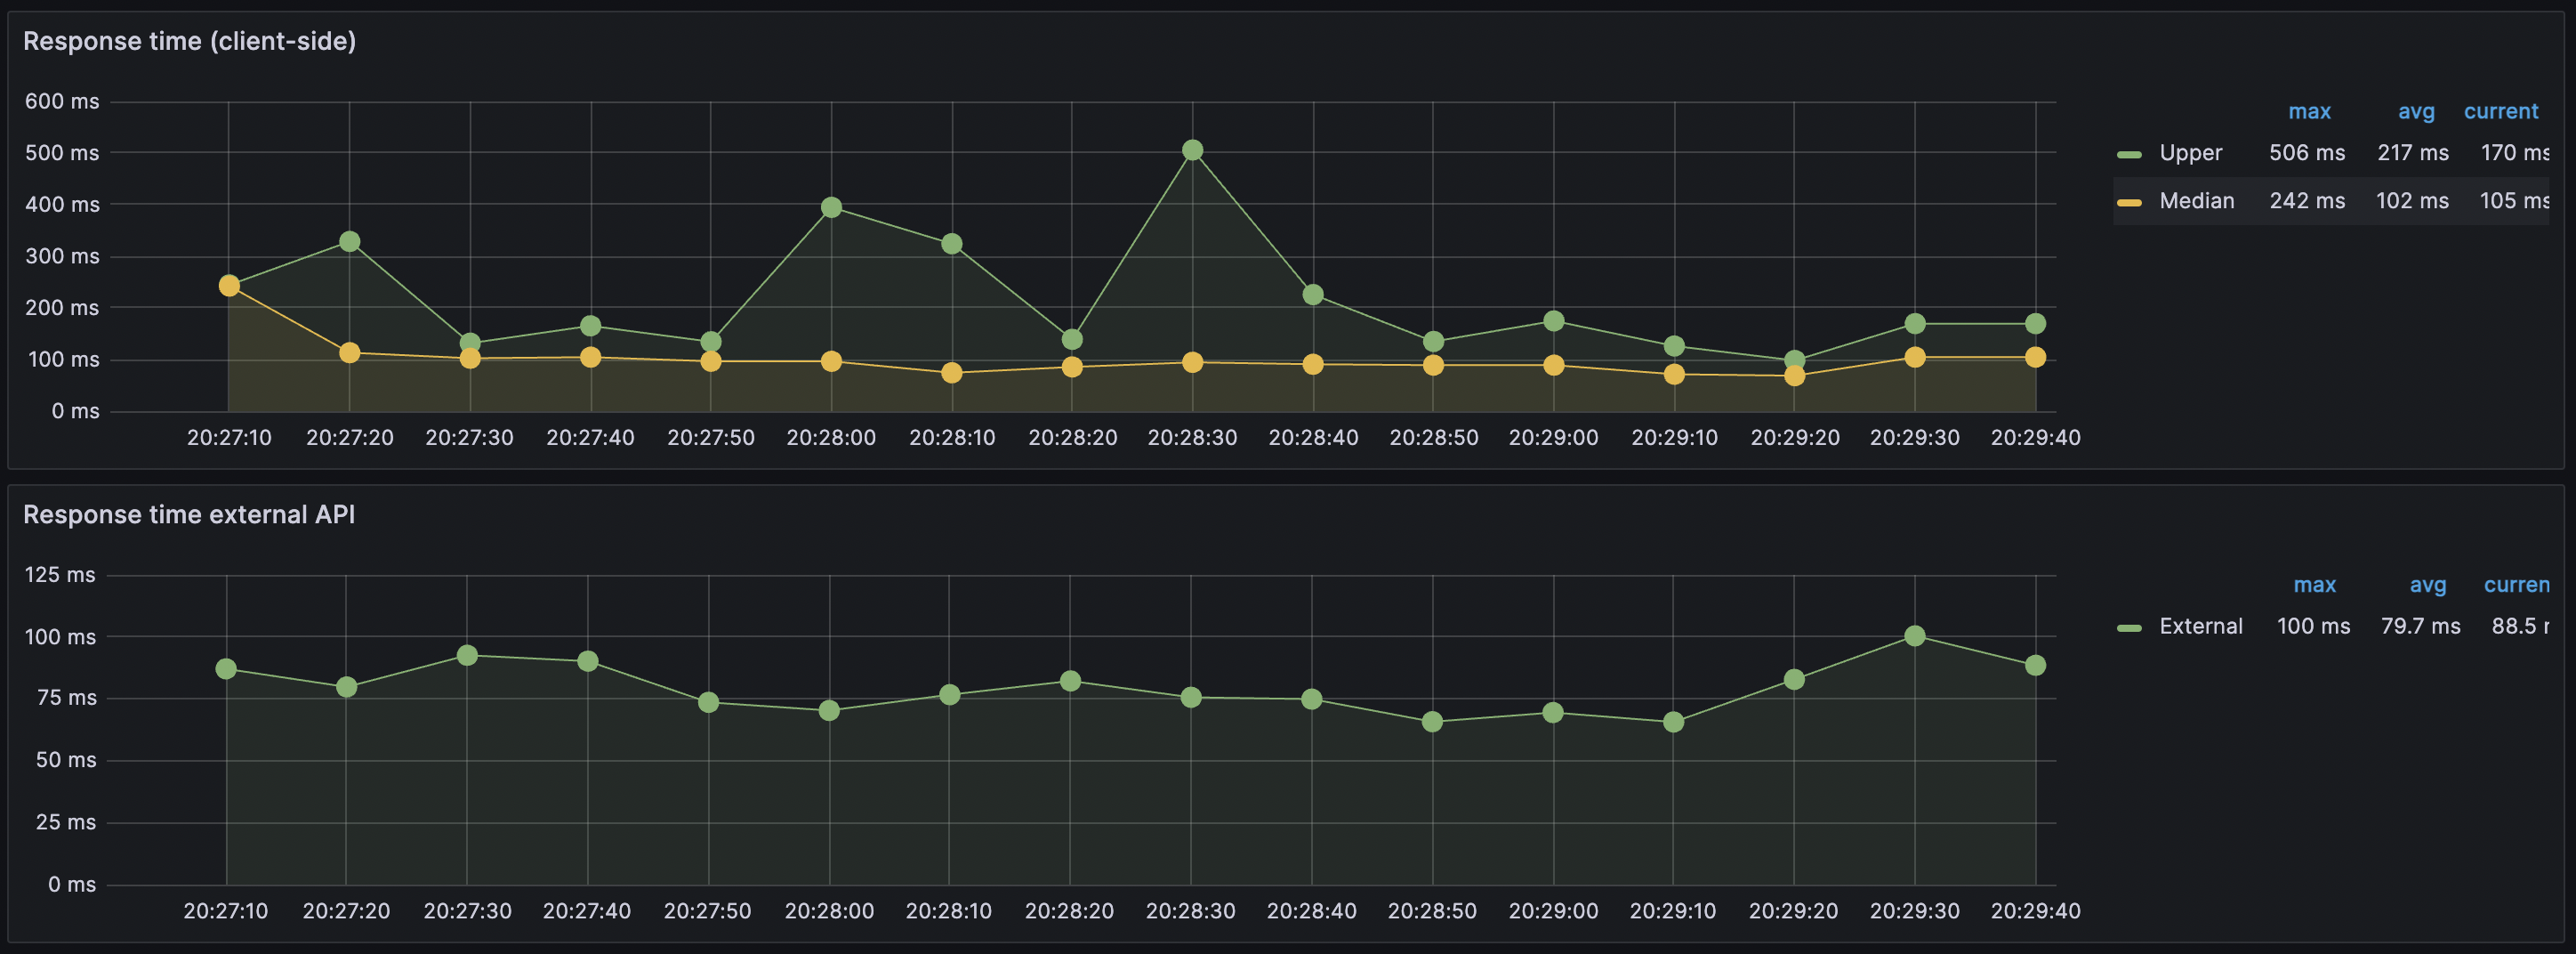 Response time (client-side)
max avg current
600 ms
500 ms
400 ms
300 ms
200 ms
100 ms
0 ms
Upper 506 ms 217 ms 170 ms
Median 242 ms 102 ms 105 ms
20:27:10 20:27:20 20:27:30 20:27:40 20:27:50 20:28:00 20:28:10 20:28:20 20:28:30 20:28:40 20:28:50 20:29:00 20:29:10 20:29:20 20:29:30 20:29:40
Response time external API
max avg curren
125 ms
100 ms
75 ms
50 ms
25 ms
0 ms
External 100 ms 79.7 ms 88.5
20:27:10 20:27:20 20:27:30 20:27:40 20:27:50 20:28:00 20:28:10 20:28:20 20:28:30 20:28:40 20:28:50 20:29:00 20:29:10 20:29:20 20:29:30 20:29:40